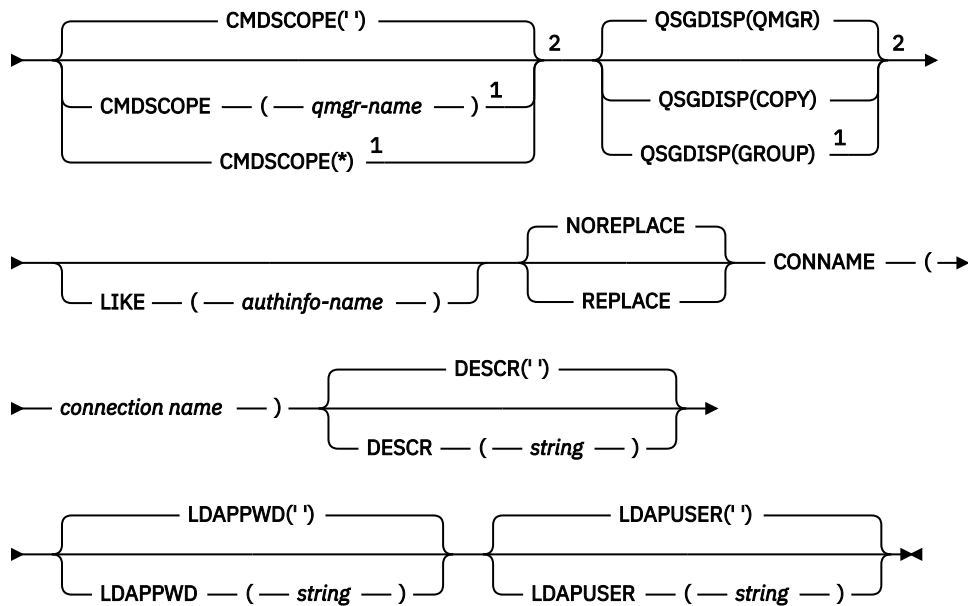 CMDSCOPE(' ')
2
QSGDISP(QMGR)
2
CMDSCOPE ( qmgr-name ) 1
QSGDISP(COPY)
CMDSCOPE(*) 1
QSGDISP(GROUP) 1
NOREPLACE
CONNAME (
LIKE ( authinfo-name )
REPLACE
DESCR(' ')
connection name )
DESCR ( string )
LDAPPWD(' ')
LDAPUSER(' ')
LDAPPWD ( string )
LDAPUSER ( string )